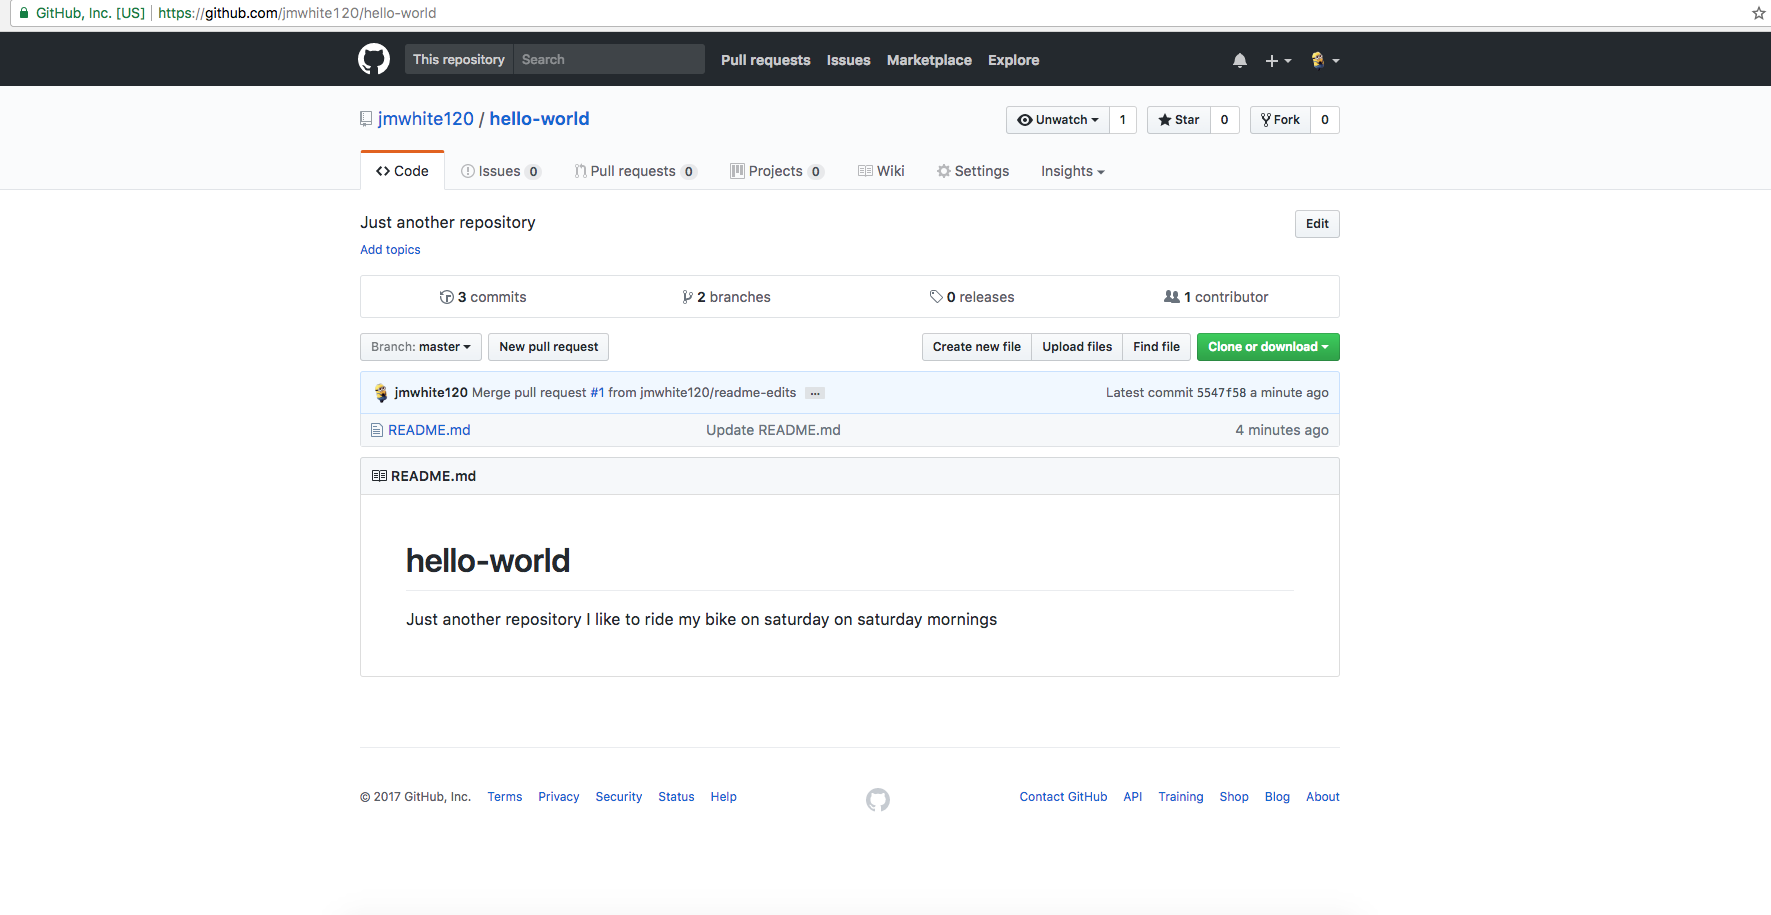 GitHub, Inc. [US] https://github.com/jmwhite120/hello-world
This repository Search Pull requests Issues Marketplace Explore
jmwhite120 / hello-world Unwatch 1 Star 0 Fork 0
Code Issues 0 Pull requests 0 Projects 0 Wiki Settings Insights
Just another repository Edit
Add topics
3 commits 2 branches 0 releases 1 contributor
Branch: master New pull request Create new file Upload files Find file Clone or download
jmwhite120 Merge pull request #1 from jmwhite120/readme-edits ... Latest commit 5547f58 a minute ago
README.md Update README.md 4 minutes ago
README.md
hello-world
Just another repository I like to ride my bike on saturday on saturday mornings
© 2017 GitHub, Inc. Terms Privacy Security Status Help Contact GitHub API Training Shop Blog About